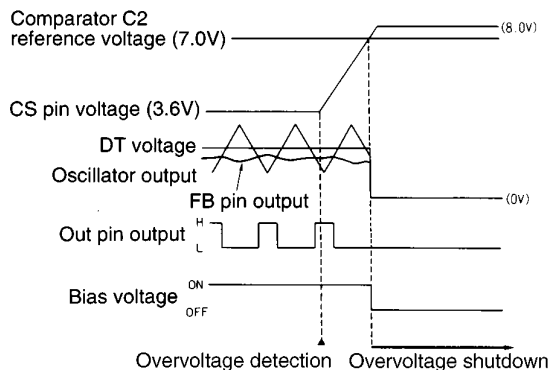 Comparator C2
reference voltage (7.0V)
(8.0V)
CS pin voltage (3.6V)
DT voltage
Oscillator output
FB pin output
(0V)
Out pin output
H
L
Bias voltage
ON
OFF
Overvoltage detection
Overvoltage shutdown